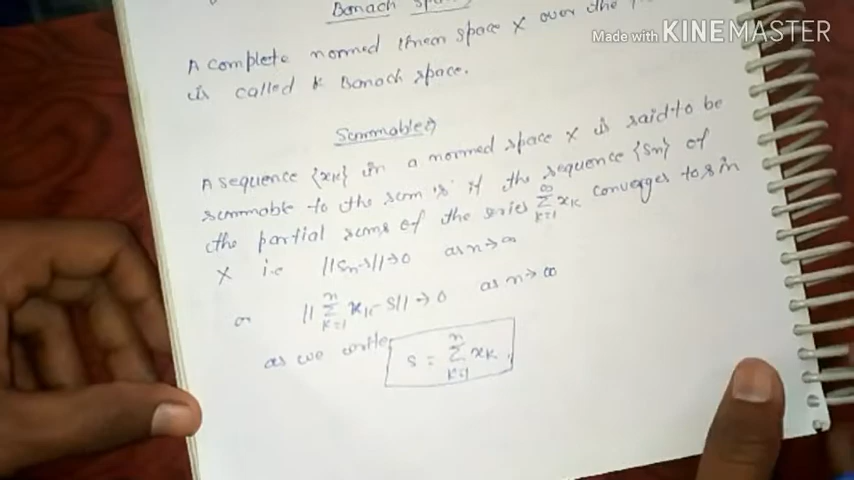 Banach
Made with KINEMASTER
A complete normed linear space X over the
is called K Banach space.
Summable
A sequence {xk} in a normed space X is said to be
summable to the sum 's' if the sequence {Sn} of
the partial sums of the series ∞Σk=1 xk converges to s in
X i.e ||Sn-s|| → 0 as n → ∞
or || nΣk=1 xk - S|| → 0 as n → ∞
as we write
s = nΣk=1 xk